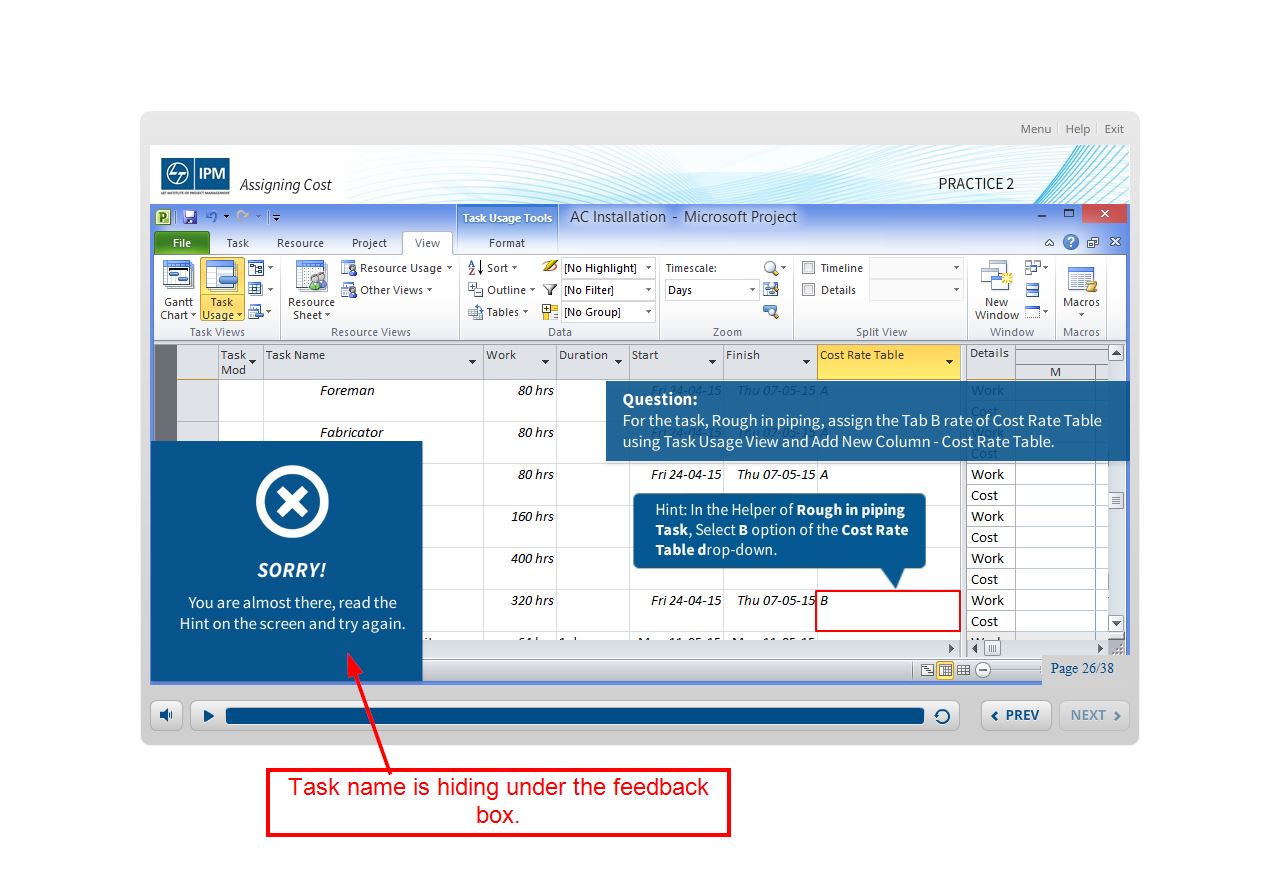 Menu Help Exit
IPM
Assigning Cost
PRACTICE 2
Task Usage Tools
AC Installation - Microsoft Project
File Task Resource Project View Format
Gantt Chart
Task Usage
Task Views
Resource Sheet
Resource Usage
Other Views
Resource Views
Sort
Outline
Tables
[No Highlight]
[No Filter]
[No Group]
Data
Timescale:
Days
Zoom
Timeline
Details
Split View
New Window
Window
Macros
Macros
Task Mod Task Name Work Duration Start Finish Cost Rate Table Details
M
Foreman 80 hrs Fri 24-04-15 Thu 07-05-15 A Work
Cost
Fabricator 80 hrs
Question:
For the task, Rough in piping, assign the Tab B rate of Cost Rate Table
using Task Usage View and Add New Column - Cost Rate Table.
Cost
80 hrs Fri 24-04-15 Thu 07-05-15 A Work
Cost
160 hrs Work
Cost
400 hrs Work
Cost
320 hrs Fri 24-04-15 Thu 07-05-15 B Work
Cost
Hint: In the Helper of Rough in piping
Task, Select B option of the Cost Rate
Table drop-down.
SORRY!
You are almost there, read the
Hint on the screen and try again.
Page 26/38
PREV NEXT
Task name is hiding under the feedback
box.